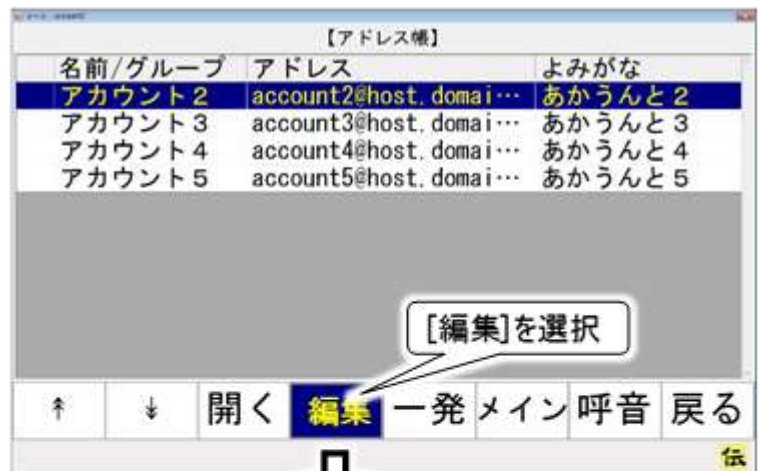 【アドレス帳】
名前/グループ アドレス よみがな
アカウント2 account2@host.domai… あかうんと2
アカウント3 account3@host.domai… あかうんと3
アカウント4 account4@host.domai… あかうんと4
アカウント5 account5@host.domai… あかうんと5
[編集]を選択
↟ ↡ 開く 編集 一発 メイン 呼音 戻る
伝